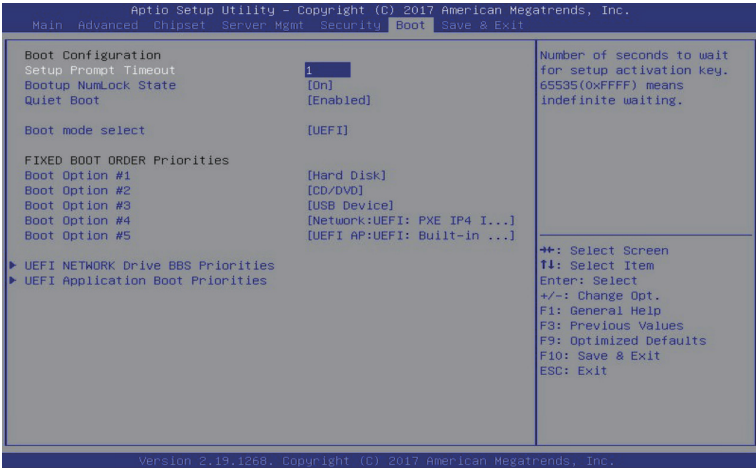 Aptio Setup Utility – Copyright (C) 2017 American Megatrends, Inc.
Main Advanced Chipset Server Mgmt Security Boot Save & Exit
Boot Configuration
Setup Prompt Timeout 1
Bootup NumLock State [On]
Quiet Boot [Enabled]
Boot mode select [UEFI]
FIXED BOOT ORDER Priorities
Boot Option #1 [Hard Disk]
Boot Option #2 [CD/DVD]
Boot Option #3 [USB Device]
Boot Option #4 [Network:UEFI: PXE IP4 I...]
Boot Option #5 [UEFI AP:UEFI: Built-in ...]
▶ UEFI NETWORK Drive BBS Priorities
▶ UEFI Application Boot Priorities
Number of seconds to wait
for setup activation key.
65535(0xFFFF) means
indefinite waiting.
→←: Select Screen
↑↓: Select Item
Enter: Select
+/-: Change Opt.
F1: General Help
F3: Previous Values
F9: Optimized Defaults
F10: Save & Exit
ESC: Exit
Version 2.19.1268. Copyright (C) 2017 American Megatrends, Inc.